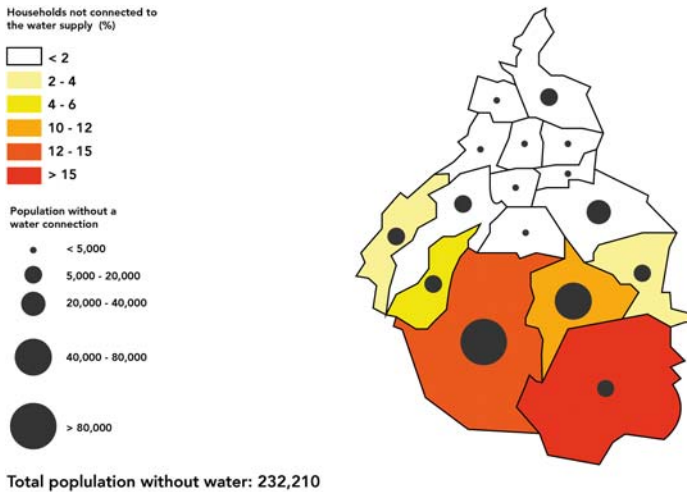 Households not connected to
the water supply (%)
< 2
2 - 4
4 - 6
10 - 12
12 - 15
> 15
Population without a
water connection
< 5,000
5,000 - 20,000
20,000 - 40,000
40,000 - 80,000
> 80,000
Total poplulation without water: 232,210